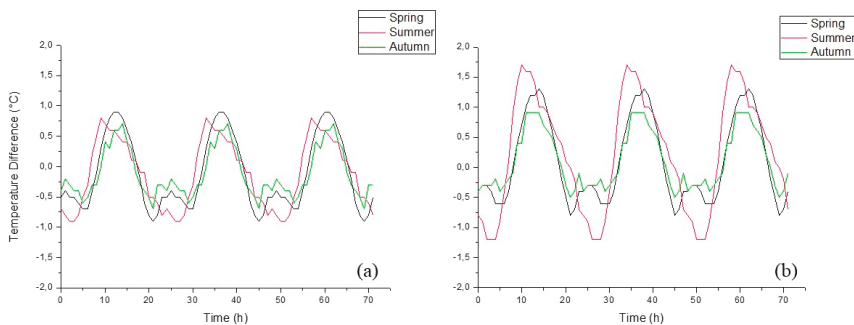 Spring
Summer
Autumn
2,0
1,5
1,0
0,5
0,0
-0,5
-1,0
-1,5
-2,0
Temperature Difference (°C)
0 10 20 30 40 50 60 70
Time (h)
(a)
Spring
Summer
Autumn
2,0
1,5
1,0
0,5
0,0
-0,5
-1,0
-1,5
-2,0
0 10 20 30 40 50 60 70
Time (h)
(b)